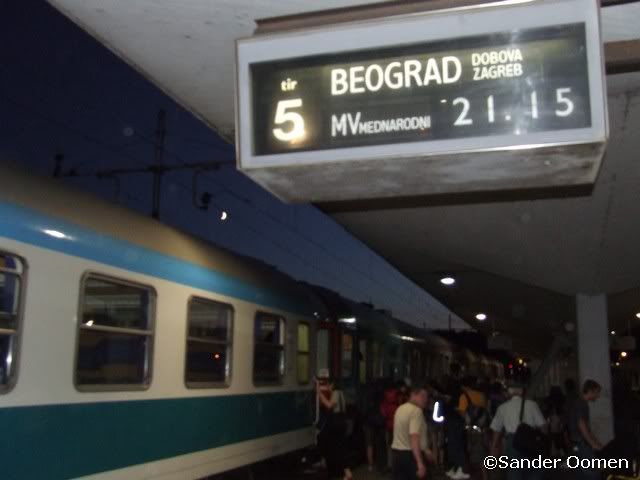 tir
5
BEOGRAD
DOBOVA
ZAGREB
MV MEDNARODNI
21.15
©Sander Oomen